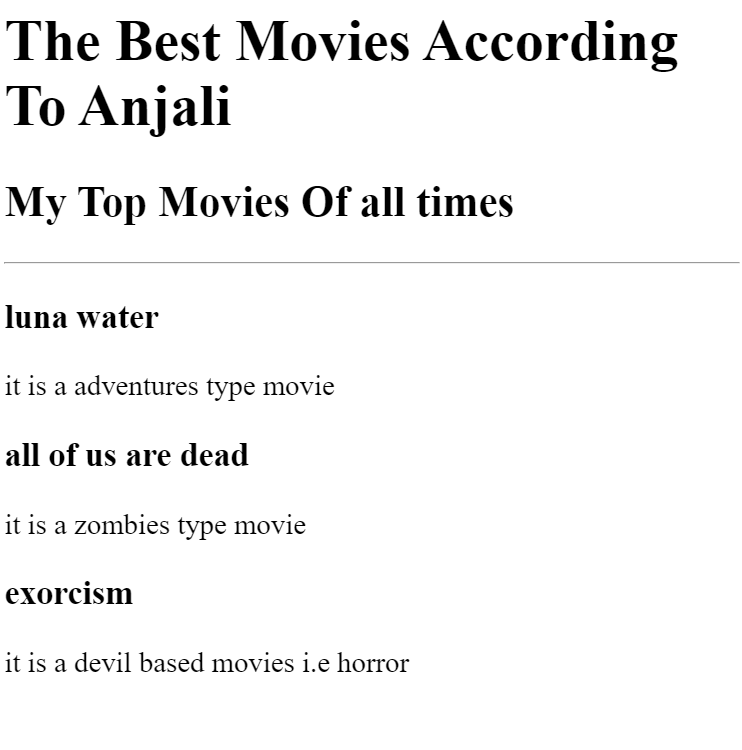 The Best Movies According
To Anjali
My Top Movies Of all times
luna water
it is a adventures type movie
all of us are dead
it is a zombies type movie
exorcism
it is a devil based movies i.e horror